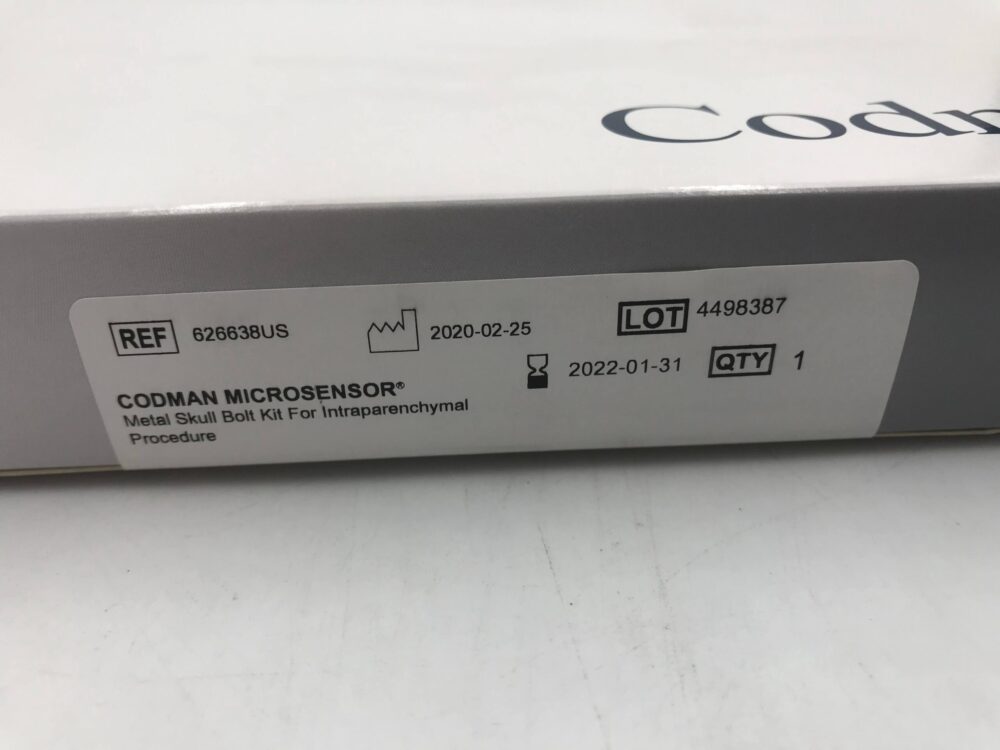 Codm
REF 626638US 2020-02-25 LOT 4498387
2022-01-31 QTY 1
CODMAN MICROSENSOR®
Metal Skull Bolt Kit For Intraparenchymal
Procedure